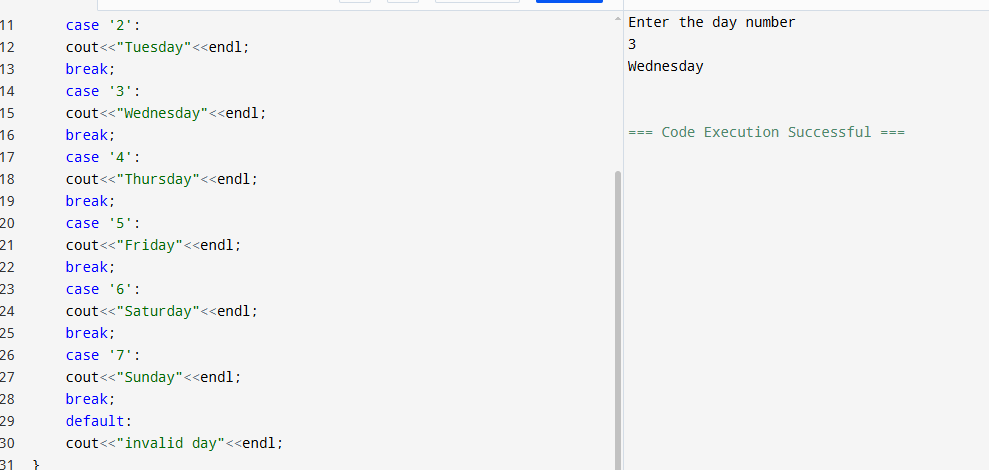 11 case '2':
12 cout<<"Tuesday"<<endl;
13 break;
14 case '3':
15 cout<<"Wednesday"<<endl;
16 break;
17 case '4':
18 cout<<"Thursday"<<endl;
19 break;
20 case '5':
21 cout<<"Friday"<<endl;
22 break;
23 case '6':
24 cout<<"Saturday"<<endl;
25 break;
26 case '7':
27 cout<<"Sunday"<<endl;
28 break;
29 default:
30 cout<<"invalid day"<<endl;
31 }
Enter the day number
3
Wednesday
=== Code Execution Successful ===